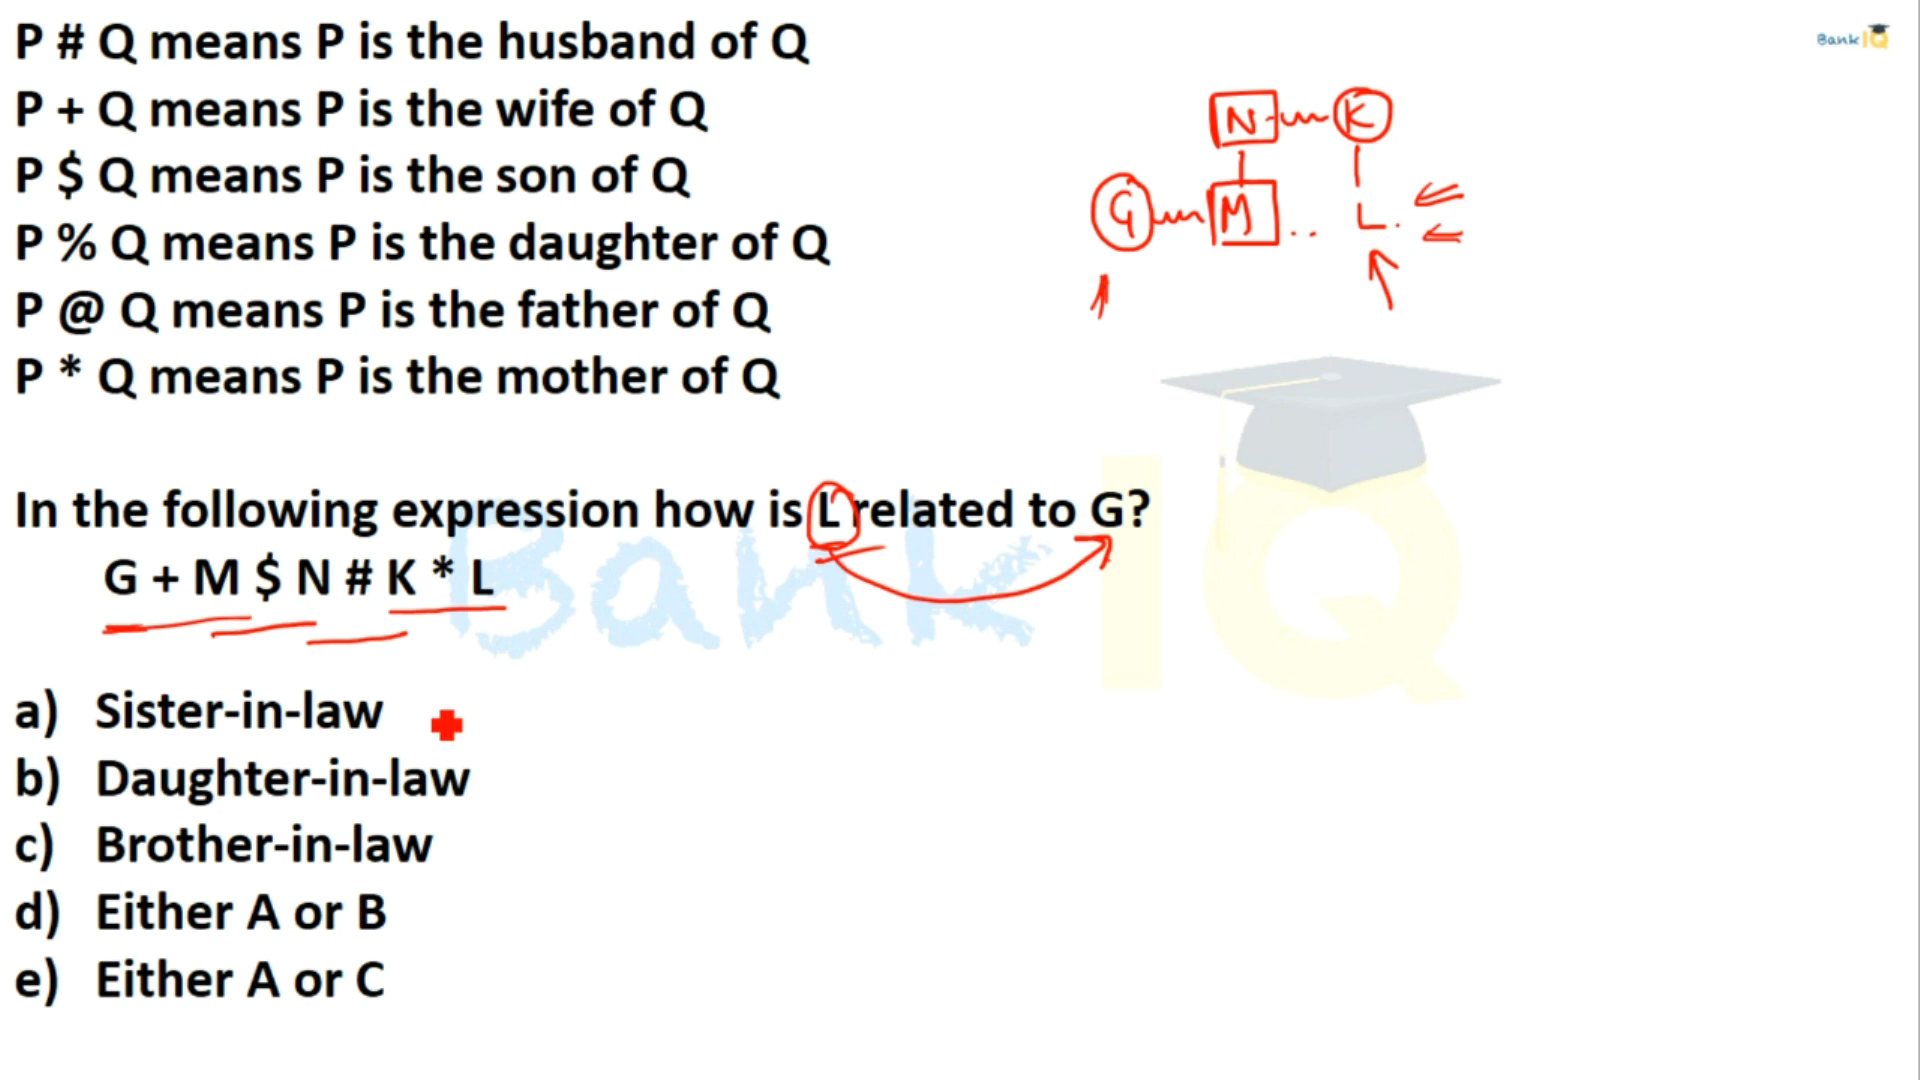 P # Q means P is the husband of Q
P + Q means P is the wife of Q
P $ Q means P is the son of Q
P % Q means P is the daughter of Q
P @ Q means P is the father of Q
P * Q means P is the mother of Q
Bank IQ
N K
G M .. L.
In the following expression how is L related to G?
G + M $ N # K * L
Bank IQ
a) Sister-in-law
b) Daughter-in-law
c) Brother-in-law
d) Either A or B
e) Either A or C